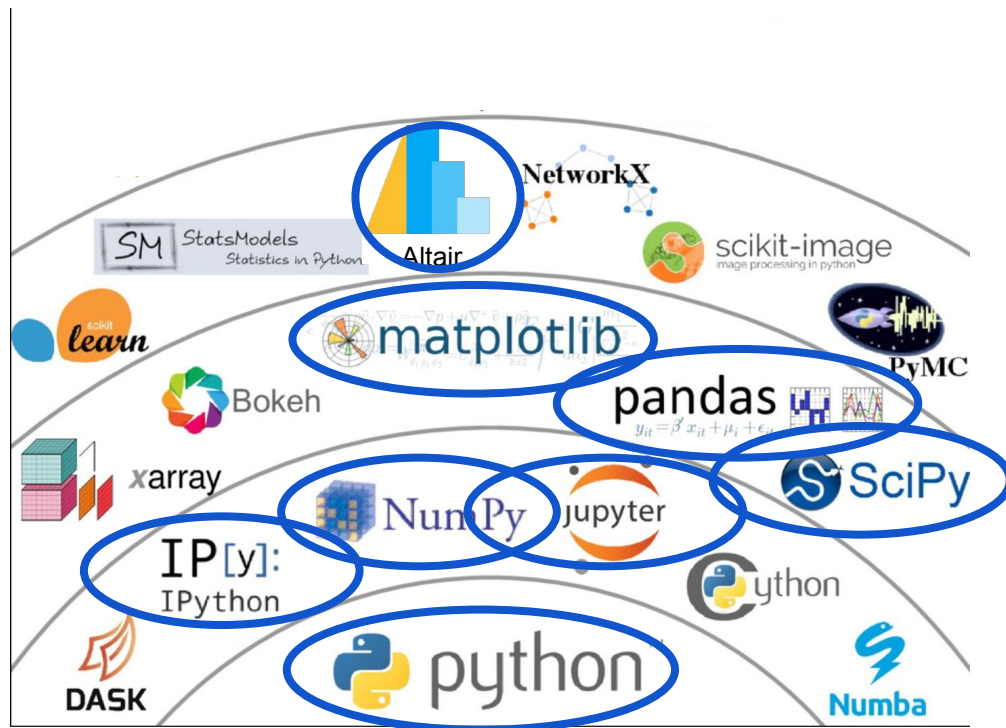 Altair
NetworkX
SM StatsModels
Statistics in Python
scikit-image
image processing in python
scikit
learn
matplotlib
PyMC
Bokeh
pandas
xarray
NumPy
jupyter
SciPy
IP[y]:
IPython
Cython
DASK
python
Numba